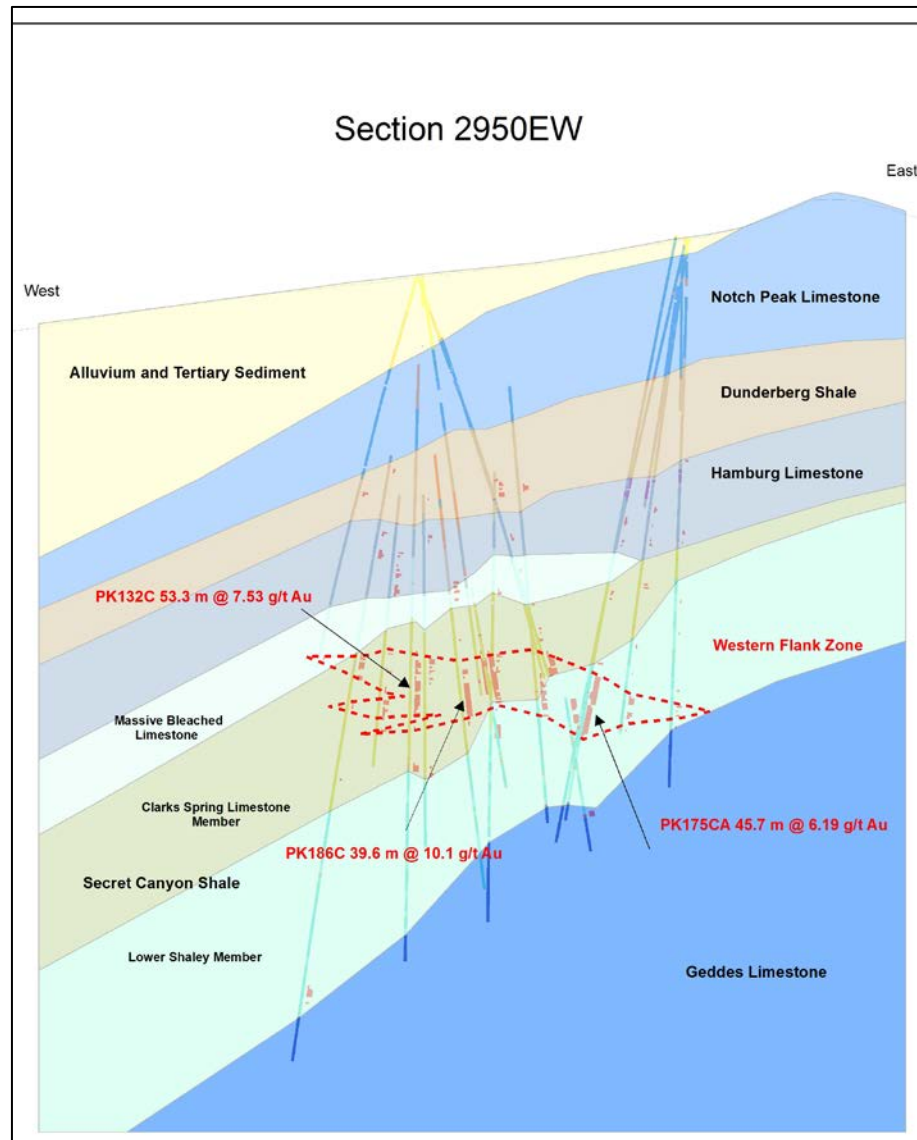 Section 2950EW
East
West
Notch Peak Limestone
Alluvium and Tertiary Sediment
Dunderberg Shale
Hamburg Limestone
PK132C 53.3 m @ 7.53 g/t Au
Western Flank Zone
Massive Bleached
Limestone
Clarks Spring Limestone
Member
PK175CA 45.7 m @ 6.19 g/t Au
PK186C 39.6 m @ 10.1 g/t Au
Secret Canyon Shale
Lower Shaley Member
Geddes Limestone